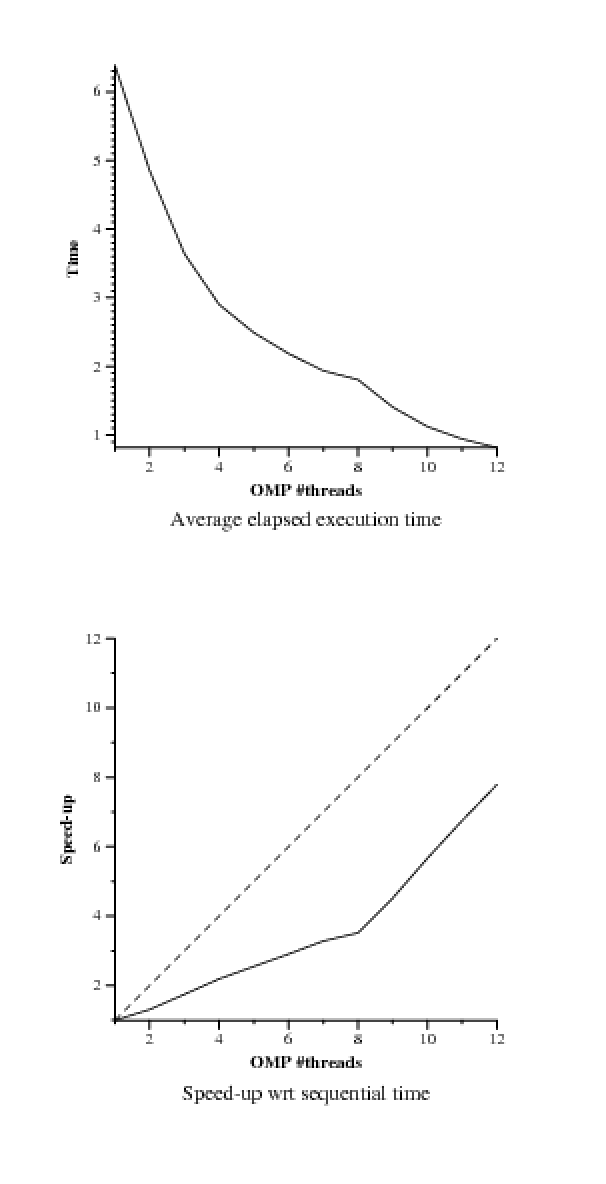 6
5
4
3
2
1
Time
2 4 6 8 10 12
OMP #threads
Average elapsed execution time
12
10
8
6
4
2
Speed-up
2 4 6 8 10 12
OMP #threads
Speed-up wrt sequential time